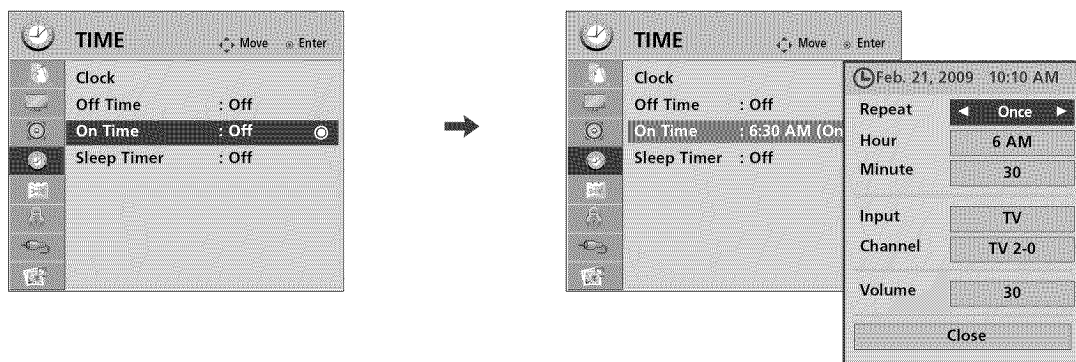 TIME
Move Enter
Clock
Off Time : Off
On Time : Off
Sleep Timer : Off
TIME
Move Enter
Clock
Off Time : Off
On Time : 6:30 AM (On
Sleep Timer : Off
Feb. 21, 2009 10:10 AM
Repeat ◀ Once ▶
Hour 6 AM
Minute 30
Input TV
Channel TV 2-0
Volume 30
Close